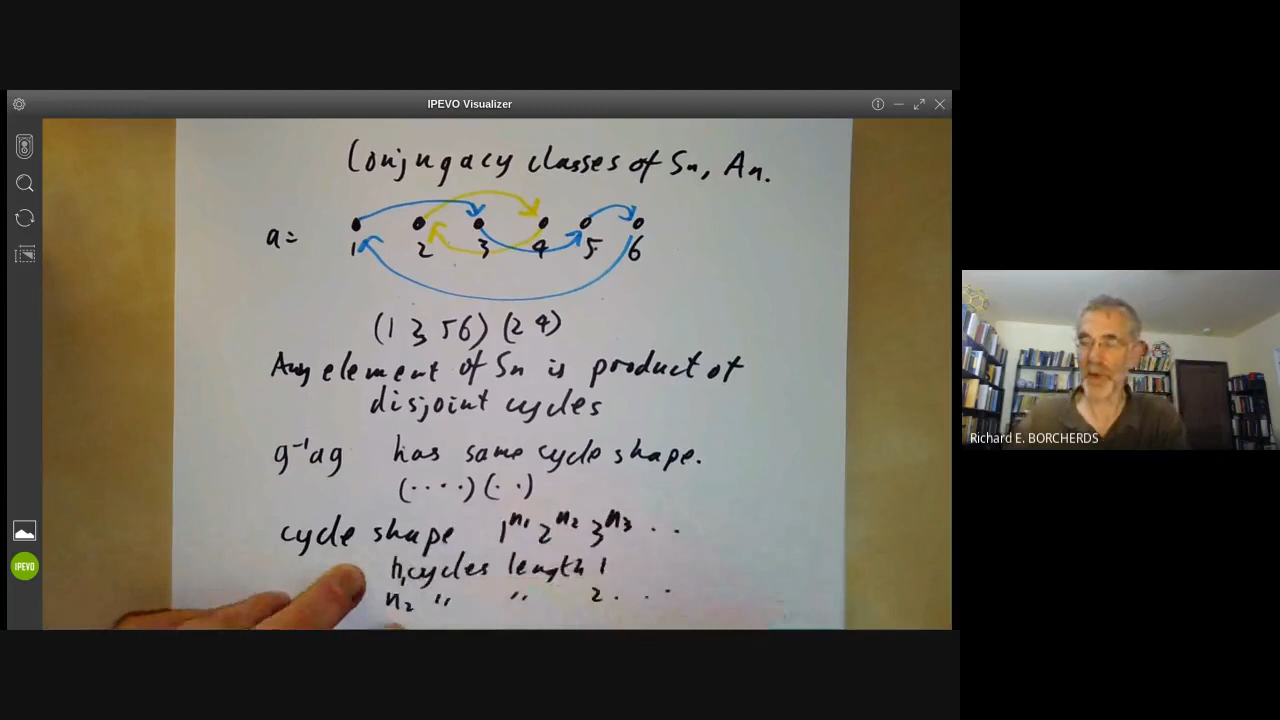 IPEVO Visualizer
Conjugacy classes of Sn, An.
a=
1 2 3 4 5 6
(1 3 5 6) (2 4)
Any element of Sn is product of
disjoint cycles
g⁻¹ag has same cycle shape.
(····)(··)
cycle shape 1^n₁ 2^n₂ 3^n₃ ··
n₁ cycles length 1
n₂ " " 2 . ··
IPEVO
Richard E. BORCHERDS